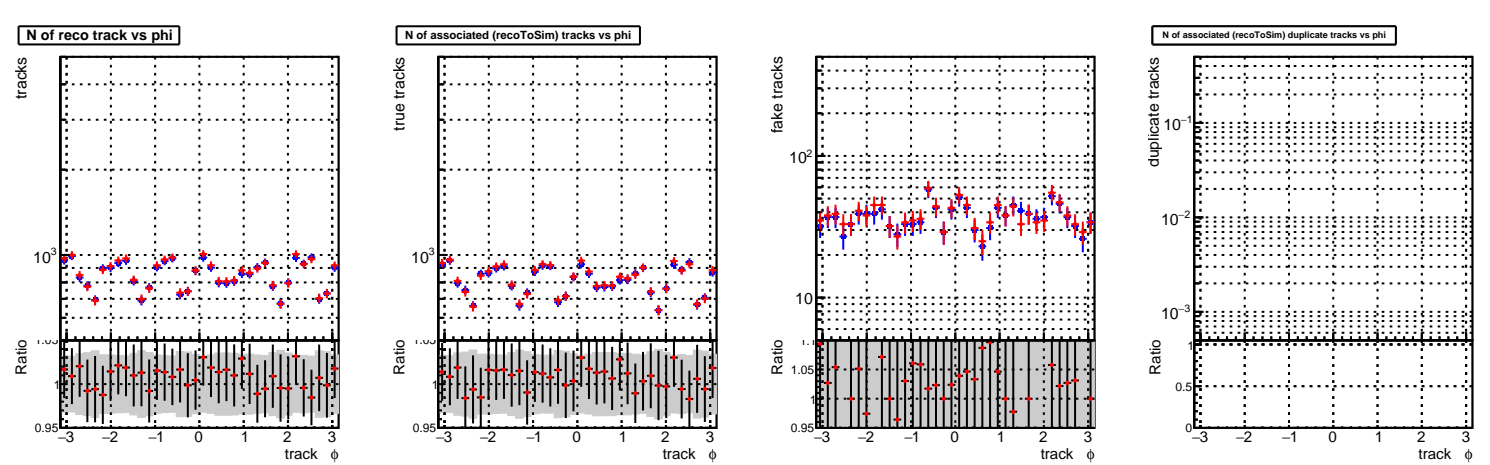 N of reco track vs phi
tracks
10³
Ratio
1.05
1
0.95
−3 −2 −1 0 1 2 3
track ϕ
N of associated (recoToSim) tracks vs phi
true tracks
10³
Ratio
1.05
1
0.95
−3 −2 −1 0 1 2 3
track ϕ
fake tracks
10²
10
Ratio
1.1
1.05
1
0.95
−3 −2 −1 0 1 2 3
track ϕ
N of associated (recoToSim) duplicate tracks vs phi
duplicate tracks
10⁻¹
10⁻²
10⁻³
Ratio
1
0.5
0
−3 −2 −1 0 1 2 3
track ϕ